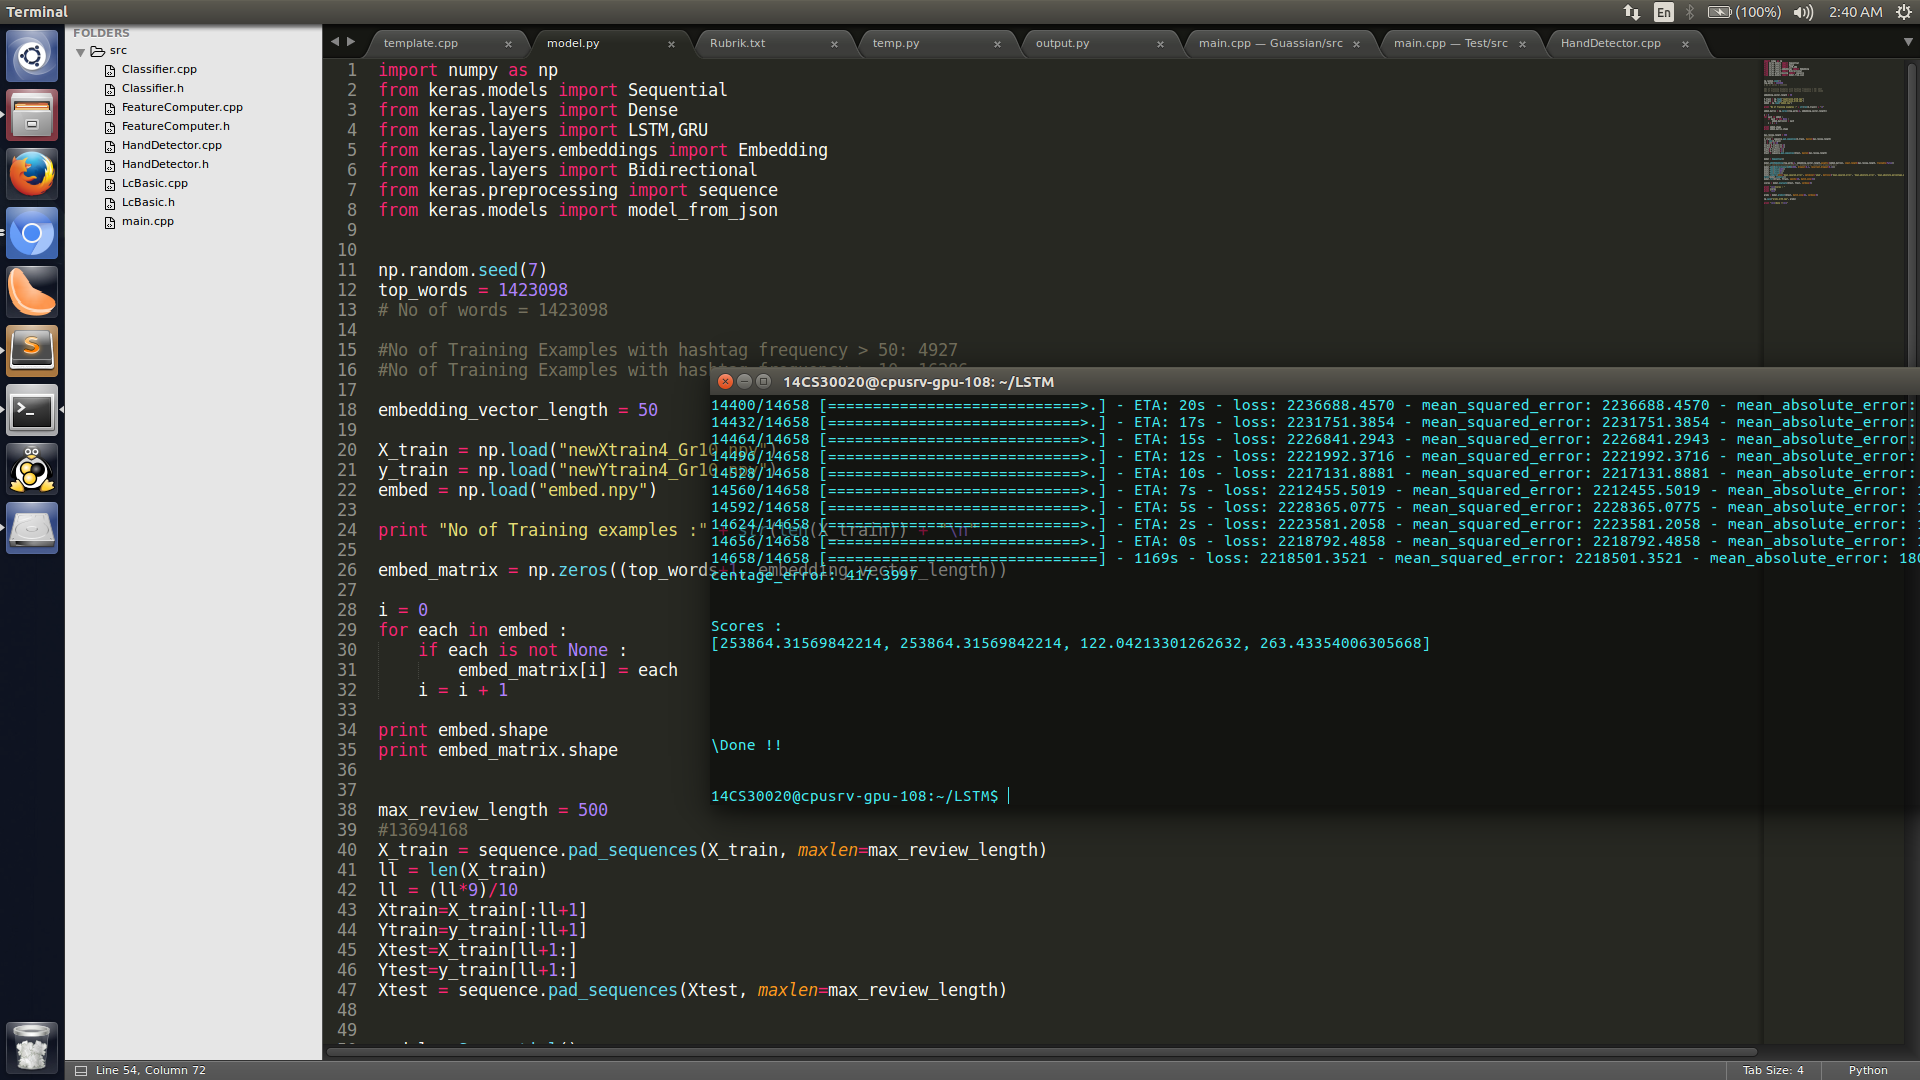 Terminal
En
(100%)
2:40 AM
FOLDERS
src
Classifier.cpp
Classifier.h
FeatureComputer.cpp
FeatureComputer.h
HandDetector.cpp
HandDetector.h
LcBasic.cpp
LcBasic.h
main.cpp
template.cpp
model.py
Rubrik.txt
temp.py
output.py
main.cpp — Guassian/src
main.cpp — Test/src
HandDetector.cpp
1 import numpy as np
2 from keras.models import Sequential
3 from keras.layers import Dense
4 from keras.layers import LSTM,GRU
5 from keras.layers.embeddings import Embedding
6 from keras.layers import Bidirectional
7 from keras.preprocessing import sequence
8 from keras.models import model_from_json
9
10
11 np.random.seed(7)
12 top_words = 1423098
13 # No of words = 1423098
14
15 #No of Training Examples with hashtag frequency > 50: 4927
16 #No of Training Examples with
17
18 embedding_vector_length = 50
19
20 X_train = np.load("newXtrain4_Gr10.npy")
21 y_train = np.load("newYtrain4_Gr10.npy")
22 embed = np.load("embed.npy")
23
24 print "No of Training examples :" + str(len(X_train)) + "\n"
25
26 embed_matrix = np.zeros((top_words+1, embedding_vector_length))
27
28 i = 0
29 for each in embed :
30 if each is not None :
31 embed_matrix[i] = each
32 i = i + 1
33
34 print embed.shape
35 print embed_matrix.shape
36
37
38 max_review_length = 500
39 #13694168
40 X_train = sequence.pad_sequences(X_train, maxlen=max_review_length)
41 ll = len(X_train)
42 ll = (ll*9)/10
43 Xtrain=X_train[:ll+1]
44 Ytrain=y_train[:ll+1]
45 Xtest=X_train[ll+1:]
46 Ytest=y_train[ll+1:]
47 Xtest = sequence.pad_sequences(Xtest, maxlen=max_review_length)
48
49
14CS30020@cpusrv-gpu-108: ~/LSTM
14400/14658 [============================>.] - ETA: 20s - loss: 2236688.4570 - mean_squared_error: 2236688.4570 - mean_absolute_error:
14432/14658 [============================>.] - ETA: 17s - loss: 2231751.3854 - mean_squared_error: 2231751.3854 - mean_absolute_error:
14464/14658 [============================>.] - ETA: 15s - loss: 2226841.2943 - mean_squared_error: 2226841.2943 - mean_absolute_error:
14496/14658 [============================>.] - ETA: 12s - loss: 2221992.3716 - mean_squared_error: 2221992.3716 - mean_absolute_error:
14528/14658 [============================>.] - ETA: 10s - loss: 2217131.8881 - mean_squared_error: 2217131.8881 - mean_absolute_error:
14560/14658 [============================>.] - ETA: 7s - loss: 2212455.5019 - mean_squared_error: 2212455.5019 - mean_absolute_error: 1
14592/14658 [============================>.] - ETA: 5s - loss: 2228365.0775 - mean_squared_error: 2228365.0775 - mean_absolute_error: 1
14624/14658 [============================>.] - ETA: 2s - loss: 2223581.2058 - mean_squared_error: 2223581.2058 - mean_absolute_error: 1
14656/14658 [============================>.] - ETA: 0s - loss: 2218792.4858 - mean_squared_error: 2218792.4858 - mean_absolute_error: 1
14658/14658 [==============================] - 1169s - loss: 2218501.3521 - mean_squared_error: 2218501.3521 - mean_absolute_error: 180
centage_error: 417.3997
Scores :
[253864.31569842214, 253864.31569842214, 122.04213301262632, 263.43354006305668]
\Done !!
14CS30020@cpusrv-gpu-108:~/LSTM$
Line 54, Column 72
Tab Size: 4
Python